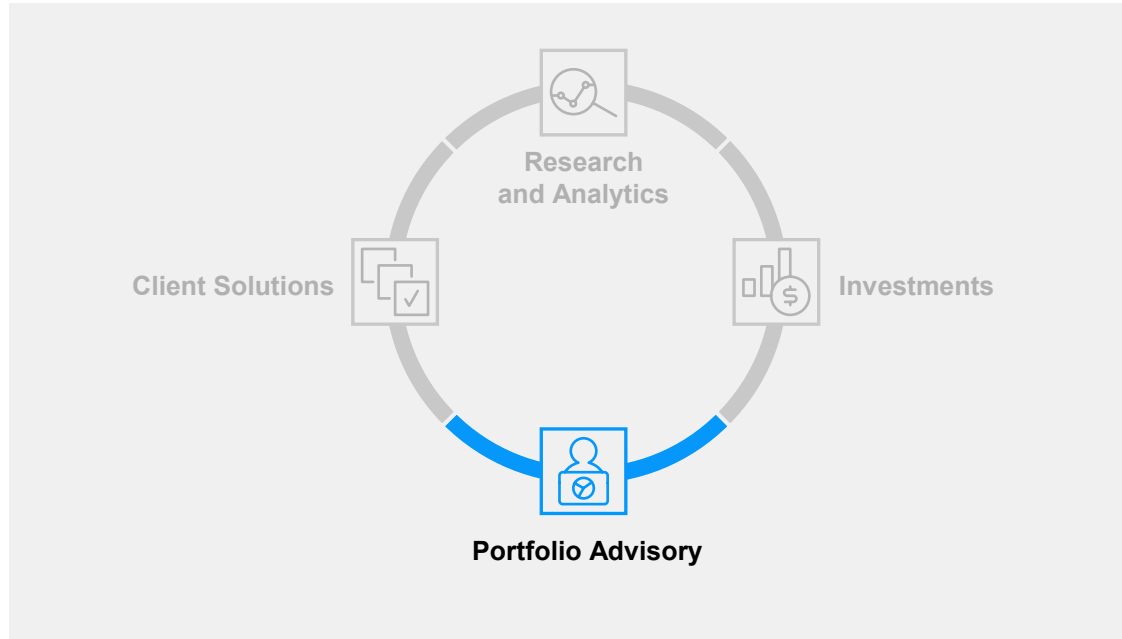 Research
and Analytics
Client Solutions
Investments
Portfolio Advisory